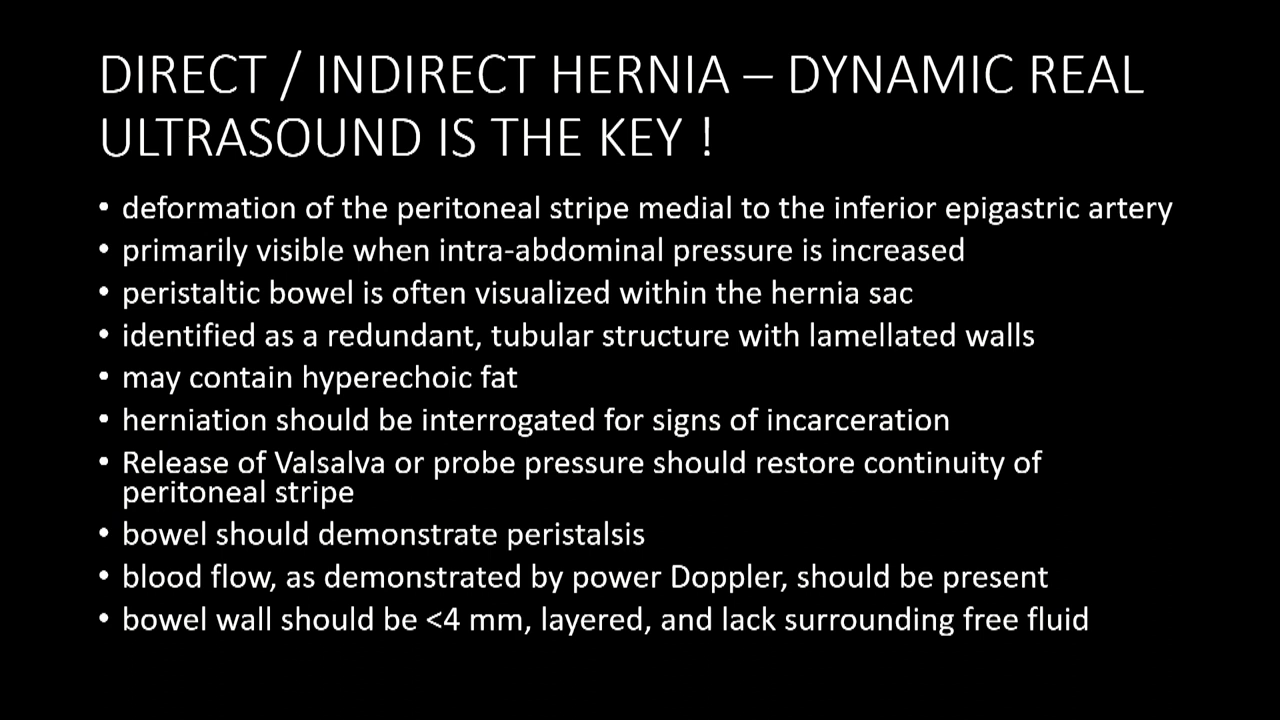 DIRECT / INDIRECT HERNIA – DYNAMIC REAL
ULTRASOUND IS THE KEY !
• deformation of the peritoneal stripe medial to the inferior epigastric artery
• primarily visible when intra-abdominal pressure is increased
• peristaltic bowel is often visualized within the hernia sac
• identified as a redundant, tubular structure with lamellated walls
• may contain hyperechoic fat
• herniation should be interrogated for signs of incarceration
• Release of Valsalva or probe pressure should restore continuity of
peritoneal stripe
• bowel should demonstrate peristalsis
• blood flow, as demonstrated by power Doppler, should be present
• bowel wall should be <4 mm, layered, and lack surrounding free fluid